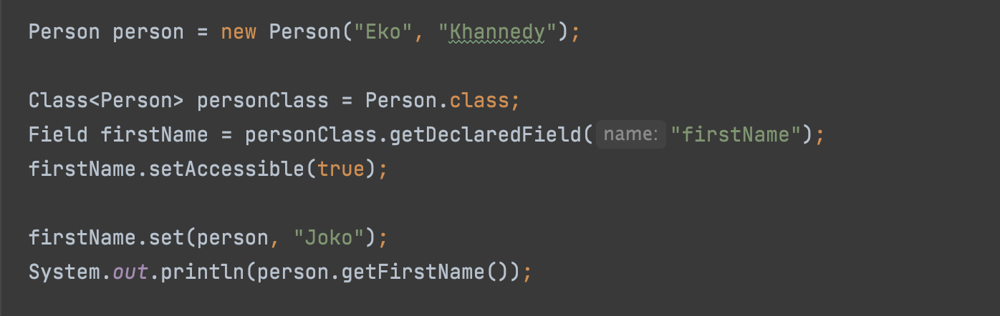 Person person = new Person("Eko", "Khannedy");
Class<Person> personClass = Person.class;
Field firstName = personClass.getDeclaredField( name: "firstName");
firstName.setAccessible(true);
firstName.set(person, "Joko");
System.out.println(person.getFirstName());